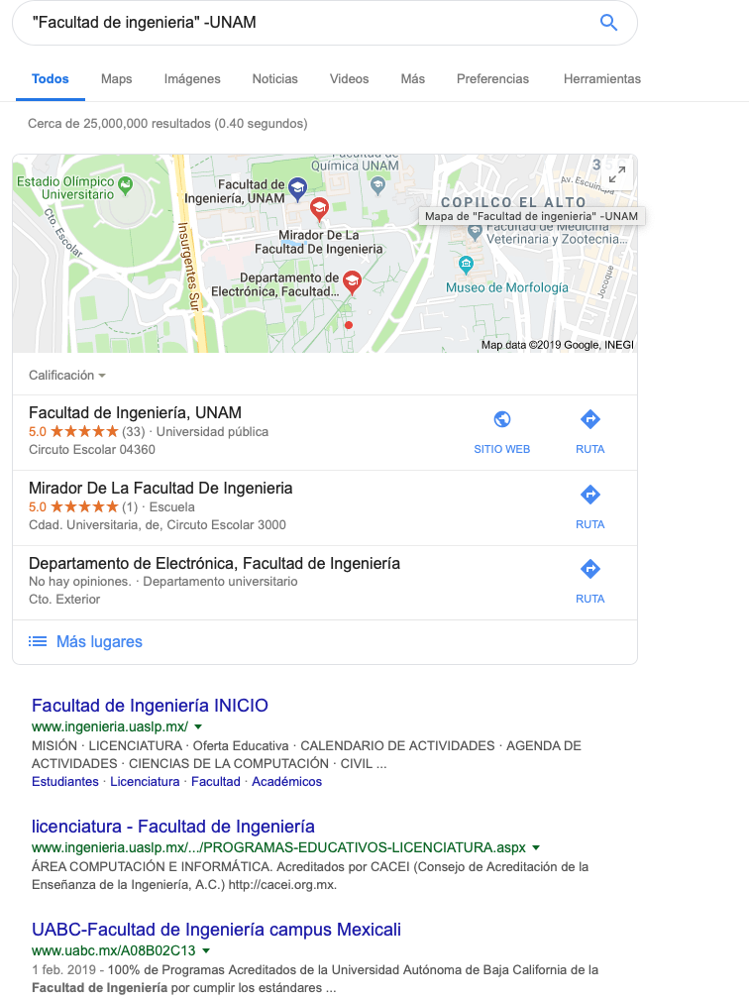 "Facultad de ingenieria" -UNAM
Todos Maps Imágenes Noticias Videos Más Preferencias Herramientas
Cerca de 25,000,000 resultados (0.40 segundos)
Facultad de
Química UNAM
Estadio Olímpico
Universitario
Facultad de
Ingeniería, UNAM
Av. Escuinapa
COPILCO EL ALTO
Mapa de "Facultad de ingenieria" -UNAM
Cto. Escolar
Insurgentes Sur
Mirador De La
Facultad De Ingenieria
Facultad de Medicina
Veterinaria y Zootecnia...
Departamento de
Electrónica, Facultad...
Museo de Morfología
Jocoque
Map data ©2019 Google, INEGI
Calificación
Facultad de Ingeniería, UNAM
5.0 ★★★★★ (33) · Universidad pública
Circuto Escolar 04360
SITIO WEB RUTA
Mirador De La Facultad De Ingenieria
5.0 ★★★★★ (1) · Escuela
Cdad. Universitaria, de, Circuto Escolar 3000
RUTA
Departamento de Electrónica, Facultad de Ingeniería
No hay opiniones. · Departamento universitario
Cto. Exterior
RUTA
Más lugares
Facultad de Ingeniería INICIO
www.ingenieria.uaslp.mx/
MISIÓN · LICENCIATURA · Oferta Educativa · CALENDARIO DE ACTIVIDADES · AGENDA DE
ACTIVIDADES · CIENCIAS DE LA COMPUTACIÓN · CIVIL ...
Estudiantes · Licenciatura · Facultad · Académicos
licenciatura - Facultad de Ingeniería
www.ingenieria.uaslp.mx/.../PROGRAMAS-EDUCATIVOS-LICENCIATURA.aspx
ÁREA COMPUTACIÓN E INFORMÁTICA. Acreditados por CACEI (Consejo de Acreditación de la
Enseñanza de la Ingeniería, A.C.) http://cacei.org.mx.
UABC-Facultad de Ingeniería campus Mexicali
www.uabc.mx/A08B02C13
1 feb. 2019 - 100% de Programas Acreditados de la Universidad Autónoma de Baja California de la
Facultad de Ingeniería por cumplir los estándares ...